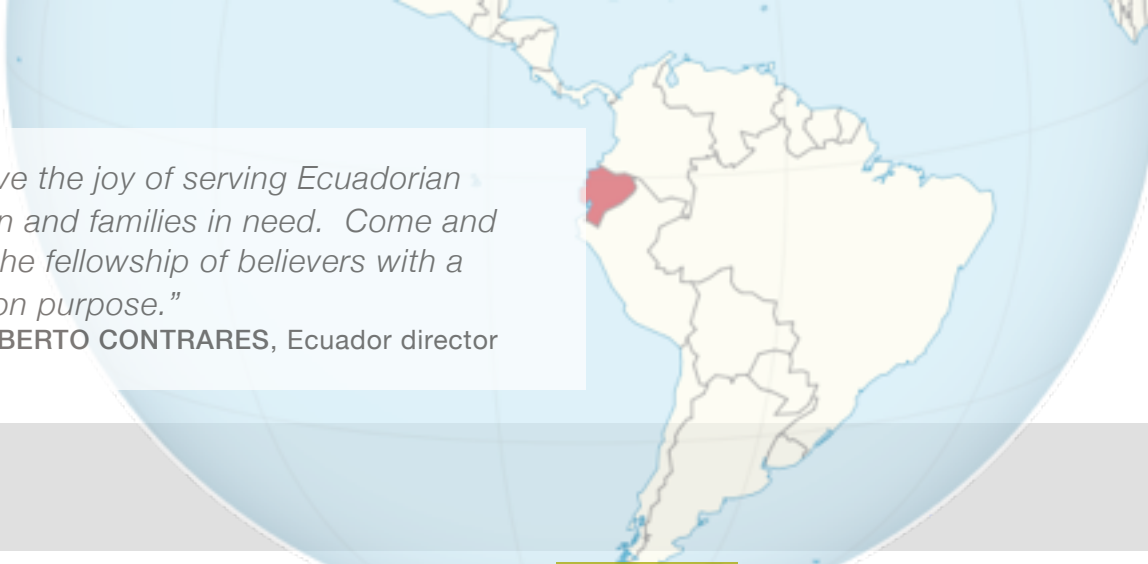 ve the joy of serving Ecuadorian
n and families in need.  Come and
he fellowship of believers with a
on purpose.”
BERTO CONTRARES, Ecuador director